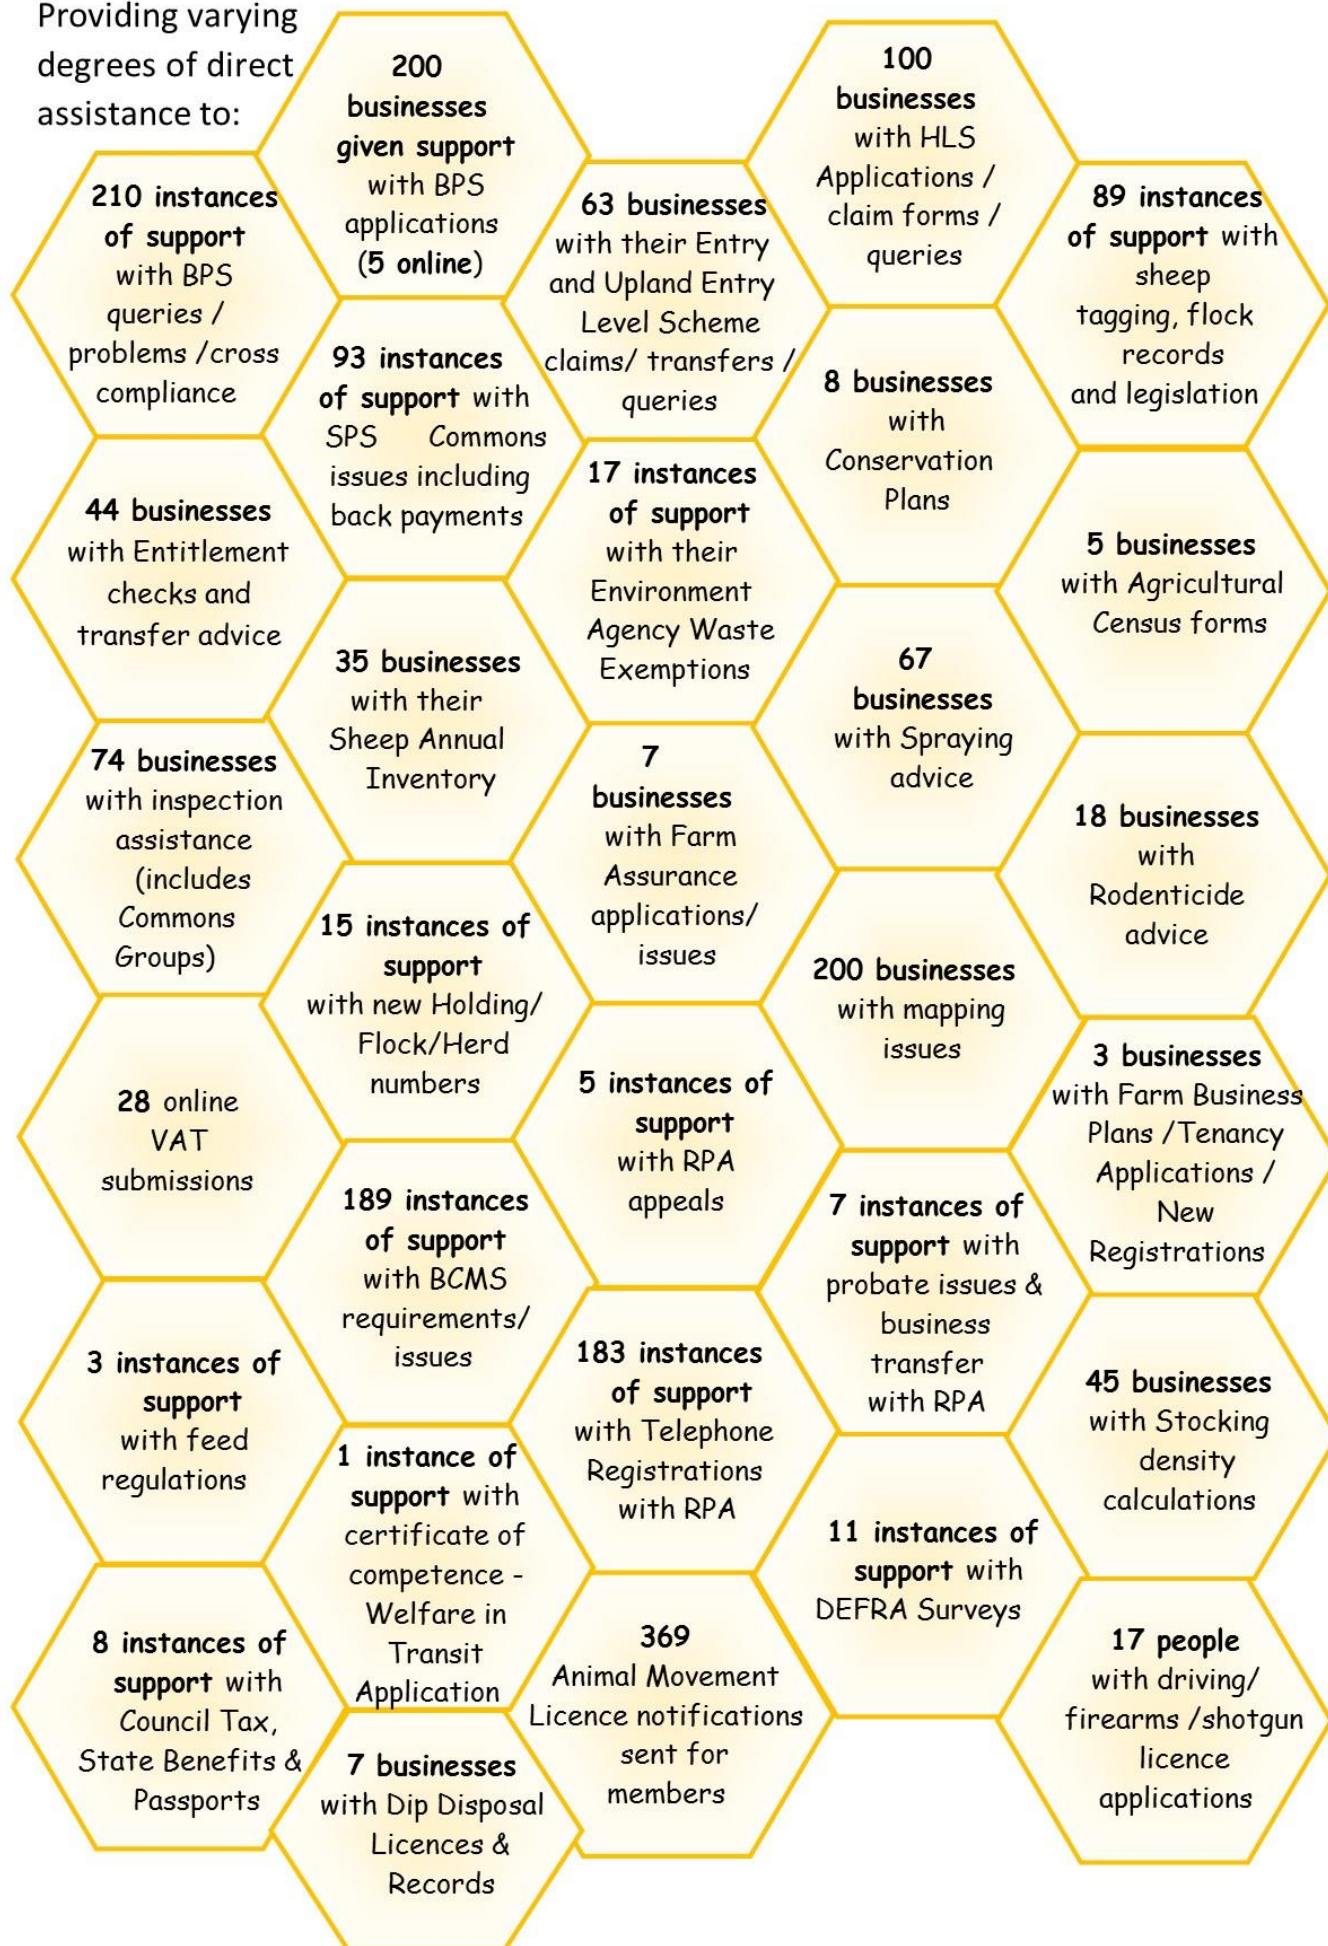 Providing varying
degrees of direct
assistance to:
200
businesses
given support
with BPS
applications
(5 online)
100
businesses
with HLS
Applications /
claim forms /
queries
210 instances
of support
with BPS
queries /
problems /cross
compliance
63 businesses
with their Entry
and Upland Entry
Level Scheme
claims/ transfers /
queries
89 instances
of support with
sheep
tagging, flock
records
and legislation
93 instances
of support with
SPS Commons
issues including
back payments
8 businesses
with
Conservation
Plans
44 businesses
with Entitlement
checks and
transfer advice
17 instances
of support
with their
Environment
Agency Waste
Exemptions
5 businesses
with Agricultural
Census forms
35 businesses
with their
Sheep Annual
Inventory
67
businesses
with Spraying
advice
74 businesses
with inspection
assistance
(includes
Commons
Groups)
7
businesses
with Farm
Assurance
applications/
issues
18 businesses
with
Rodenticide
advice
15 instances of
support
with new Holding/
Flock/Herd
numbers
200 businesses
with mapping
issues
28 online
VAT
submissions
5 instances of
support
with RPA
appeals
3 businesses
with Farm Business
Plans /Tenancy
Applications /
New
Registrations
189 instances
of support
with BCMS
requirements/
issues
7 instances of
support with
probate issues &
business
transfer
with RPA
3 instances of
support
with feed
regulations
183 instances
of support
with Telephone
Registrations
with RPA
45 businesses
with Stocking
density
calculations
1 instance of
support with
certificate of
competence -
Welfare in
Transit
Application
11 instances of
support with
DEFRA Surveys
8 instances of
support with
Council Tax,
State Benefits &
Passports
369
Animal Movement
Licence notifications
sent for
members
17 people
with driving/
firearms /shotgun
licence
applications
7 businesses
with Dip Disposal
Licences &
Records